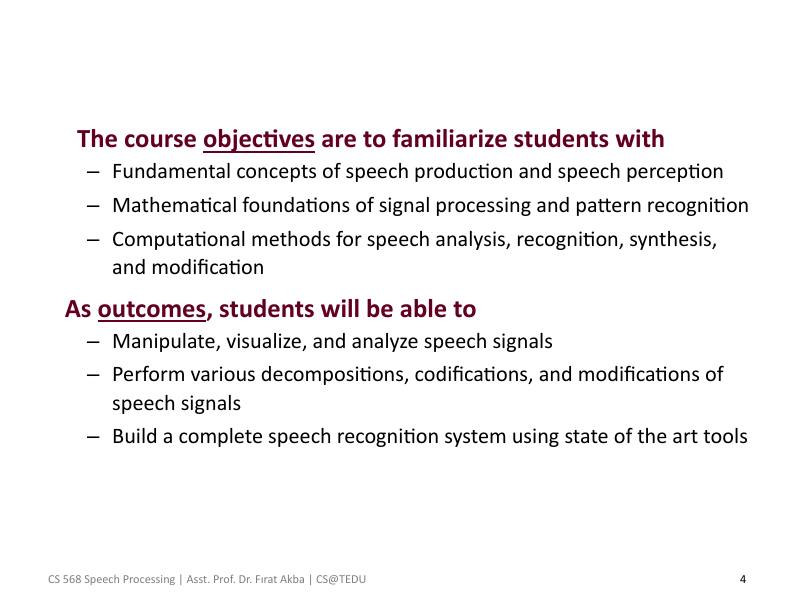 The course objectives are to familiarize students with
– Fundamental concepts of speech production and speech perception
– Mathematical foundations of signal processing and pattern recognition
– Computational methods for speech analysis, recognition, synthesis,
and modification
As outcomes, students will be able to
– Manipulate, visualize, and analyze speech signals
– Perform various decompositions, codifications, and modifications of
speech signals
– Build a complete speech recognition system using state of the art tools
CS 568 Speech Processing | Asst. Prof. Dr. Fırat Akba | CS@TEDU
4